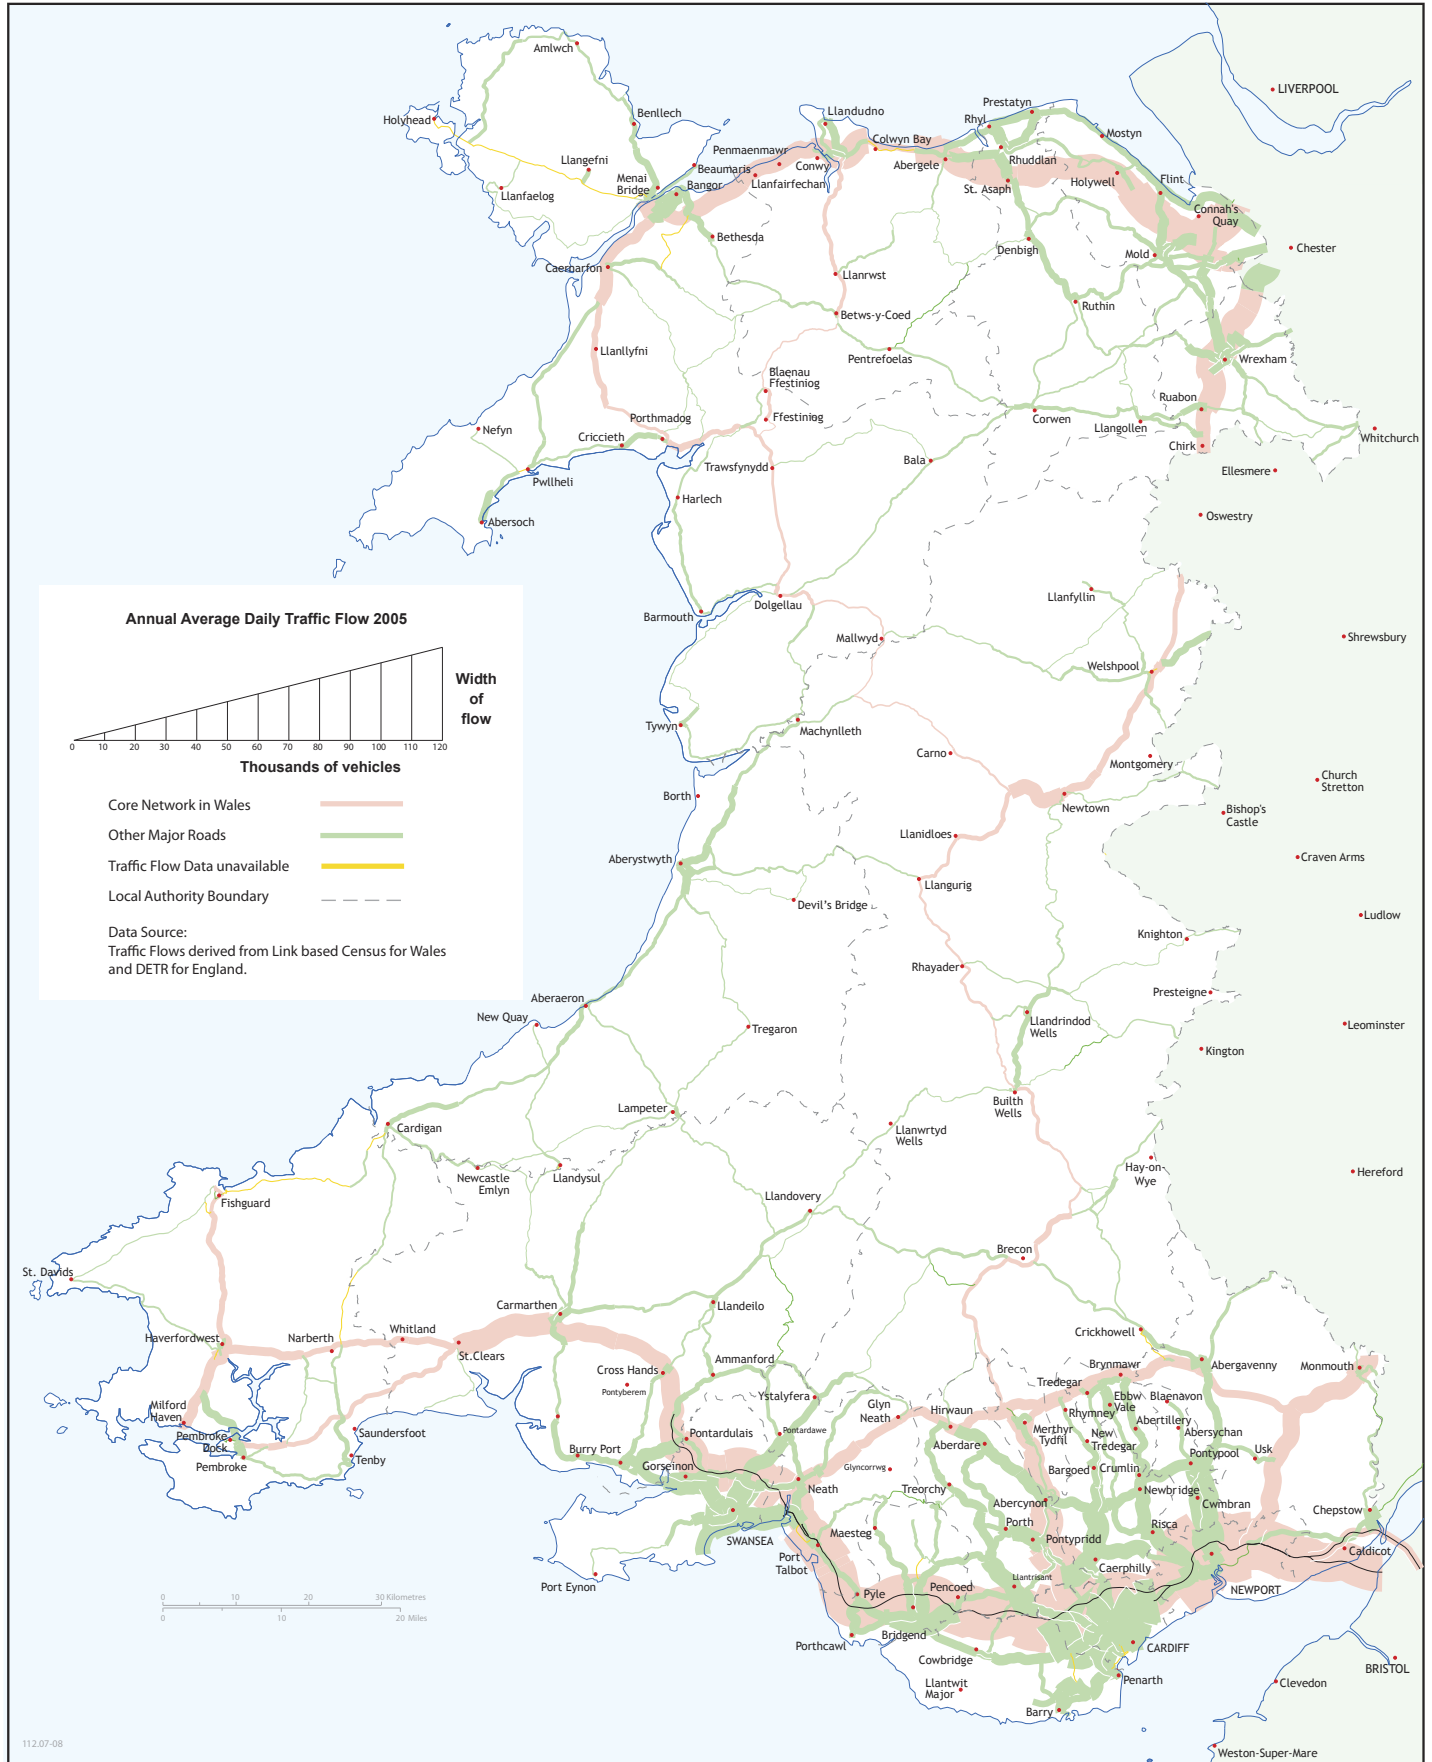 Amlwch
LIVERPOOL
Holyhead
Benllech
Llandudno
Prestatyn
Rhyl
Mostyn
Colwyn Bay
Penmaenmawr
Llangefni
Beaumaris
Conwy
Abergele
Rhuddlan
Menai
Bridge
Bangor
Llanfairfechan
St. Asaph
Holywell
Flint
Llanfaelog
Connah's
Quay
Bethesda
Denbigh
Mold
Chester
Caernarfon
Llanrwst
Ruthin
Betws-y-Coed
Llanllyfni
Pentrefoelas
Wrexham
Blaenau
Ffestiniog
Ruabon
Porthmadog
Ffestiniog
Corwen
Llangollen
Nefyn
Criccieth
Whitchurch
Chirk
Trawsfynydd
Bala
Ellesmere
Pwllheli
Harlech
Abersoch
Oswestry
Annual Average Daily Traffic Flow 2005
Width
of
flow
0 10 20 30 40 50 60 70 80 90 100 110 120
Thousands of vehicles
Core Network in Wales
Other Major Roads
Traffic Flow Data unavailable
Local Authority Boundary
Data Source:
Traffic Flows derived from Link based Census for Wales
and DETR for England.
Llanfyllin
Dolgellau
Barmouth
Mallwyd
Shrewsbury
Welshpool
Tywyn
Machynlleth
Carno
Montgomery
Church
Stretton
Borth
Newtown
Bishop's
Castle
Llanidloes
Aberystwyth
Craven Arms
Llangurig
Devil's Bridge
Ludlow
Knighton
Rhayader
Presteigne
Aberaeron
New Quay
Tregaron
Llandrindod
Wells
Leominster
Kington
Builth
Wells
Lampeter
Cardigan
Llanwrtyd
Wells
Hay-on-
Wye
Hereford
Newcastle
Emlyn
Llandysul
Fishguard
Llandovery
Brecon
St. Davids
Carmarthen
Llandeilo
Haverfordwest
Narberth
Whitland
St.Clears
Crickhowell
Abergavenny
Monmouth
Ammanford
Cross Hands
Pontyberem
Brynmawr
Tredegar
Ystalyfera
Ebbw
Vale
Blaenavon
Milford
Haven
Glyn
Neath
Hirwaun
Rhymney
Abertillery
Merthyr
Tydfil
New
Tredegar
Abersychan
Pembroke
Dock
Saundersfoot
Pontardulais
Pontardawe
Aberdare
Pontypool
Usk
Pembroke
Tenby
Burry Port
Gorseinon
Glyncorrwg
Bargoed
Crumlin
Neath
Treorchy
Newbridge
Abercynon
Cwmbran
Chepstow
Porth
Risca
Maesteg
Pontypridd
SWANSEA
Port
Talbot
Caldicot
Caerphilly
Llantrisant
Port Eynon
Pyle
Pencoed
NEWPORT
0 10 20 30 Kilometres
0 10 20 Miles
Porthcawl
Bridgend
CARDIFF
Cowbridge
BRISTOL
Llantwit
Major
Penarth
Clevedon
Barry
112.07-08
Weston-Super-Mare